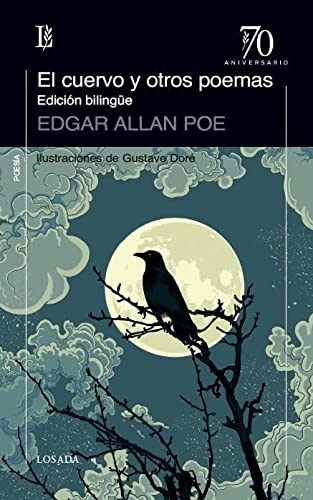 L
70
ANIVERSARIO
El cuervo y otros poemas
Edición bilingüe
EDGAR ALLAN POE
Ilustraciones de Gustave Doré
POESÍA
LOSADA